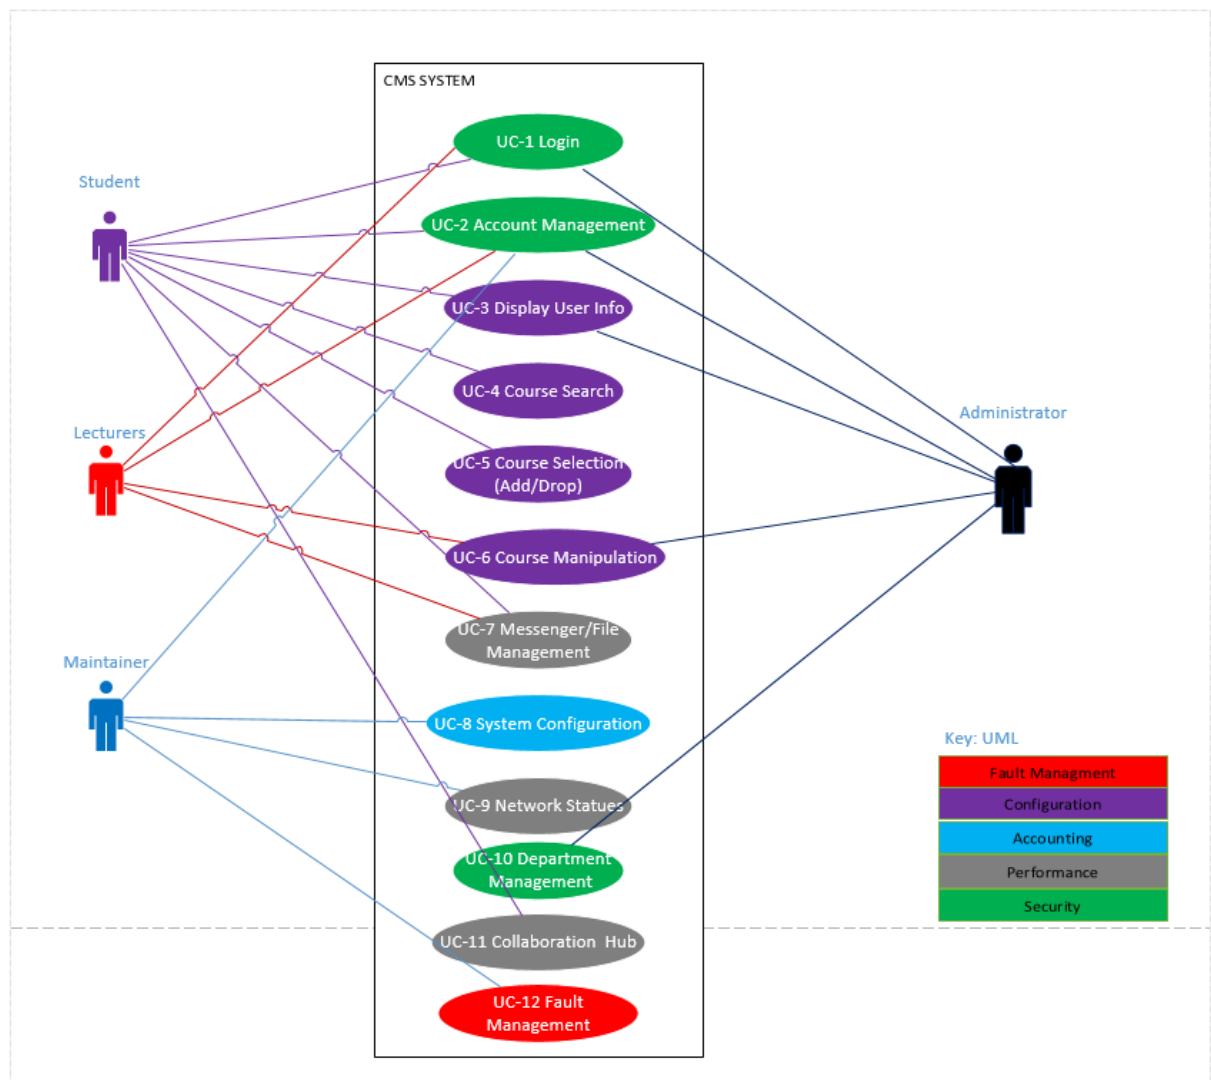 CMS SYSTEM
UC-1 Login
Student
UC-2 Account Management
UC-3 Display User Info
UC-4 Course Search
Administrator
Lecturers
UC-5 Course Selection
(Add/Drop)
UC-6 Course Manipulation
UC-7 Messenger/File
Management
Maintainer
UC-8 System Configuration
Key: UML
Fault Managment
Configuration
Accounting
Performance
Security
UC-9 Network Statues
UC-10 Department
Management
UC-11 Collaboration Hub
UC-12 Fault
Management